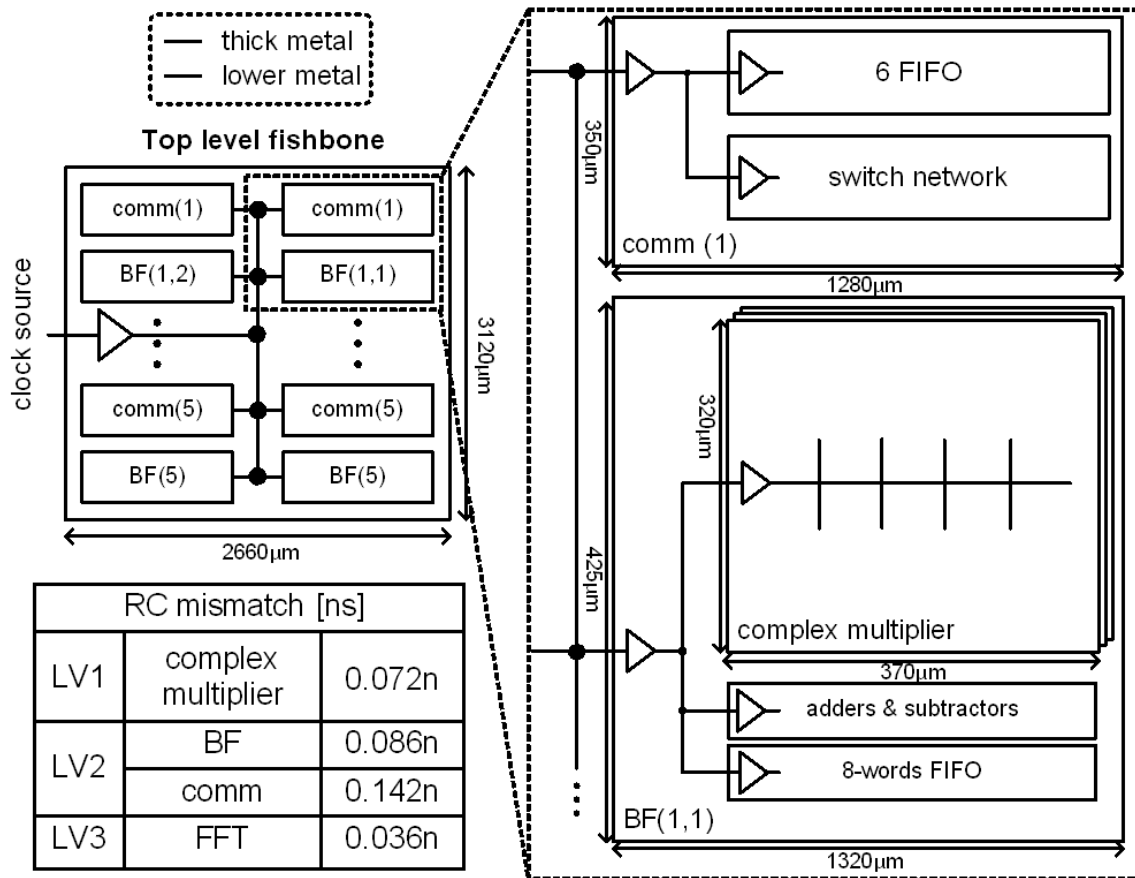 thick metal
lower metal
Top level fishbone
comm(1)
comm(1)
BF(1,2)
BF(1,1)
clock source
comm(5)
comm(5)
BF(5)
BF(5)
3120μm
2660μm
RC mismatch [ns]
LV1
complex
multiplier
0.072n
LV2
BF
0.086n
comm
0.142n
LV3
FFT
0.036n
6 FIFO
350μm
switch network
comm (1)
1280μm
320μm
425μm
complex multiplier
370μm
adders & subtractors
8-words FIFO
BF(1,1)
1320μm